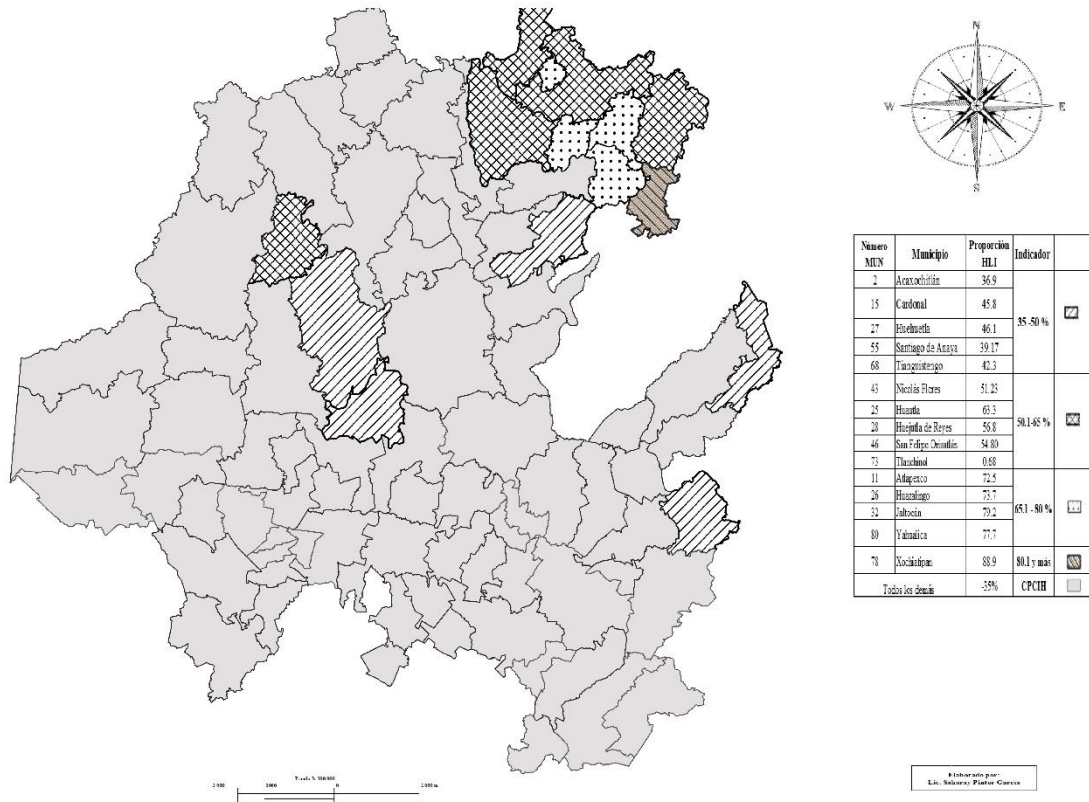 N
W E
S
Número MUN Municipio Proporción HLI Indicador
2 Acaxochitlán 36.9
15 Cardonal 45.8
27 Huehuetla 46.1
55 Santiago de Anaya 39.17
68 Tianguistengo 42.3
35 -50 %
43 Nicolás Flores 51.23
25 Huautla 63.3
28 Huejutla de Reyes 56.8
46 San Felipe Orizatlán 54.80
73 Tlanchinol 0.68
50.1-65 %
11 Atlapexco 72.5
26 Huazalingo 73.7
32 Jaltocán 79.2
80 Yahualica 77.7
65.1 - 80 %
78 Xochiatipan 88.9 80.1 y más
Todos los demás -35% CPCIH
Elaborado por:
Lic. Saharay Pintor García